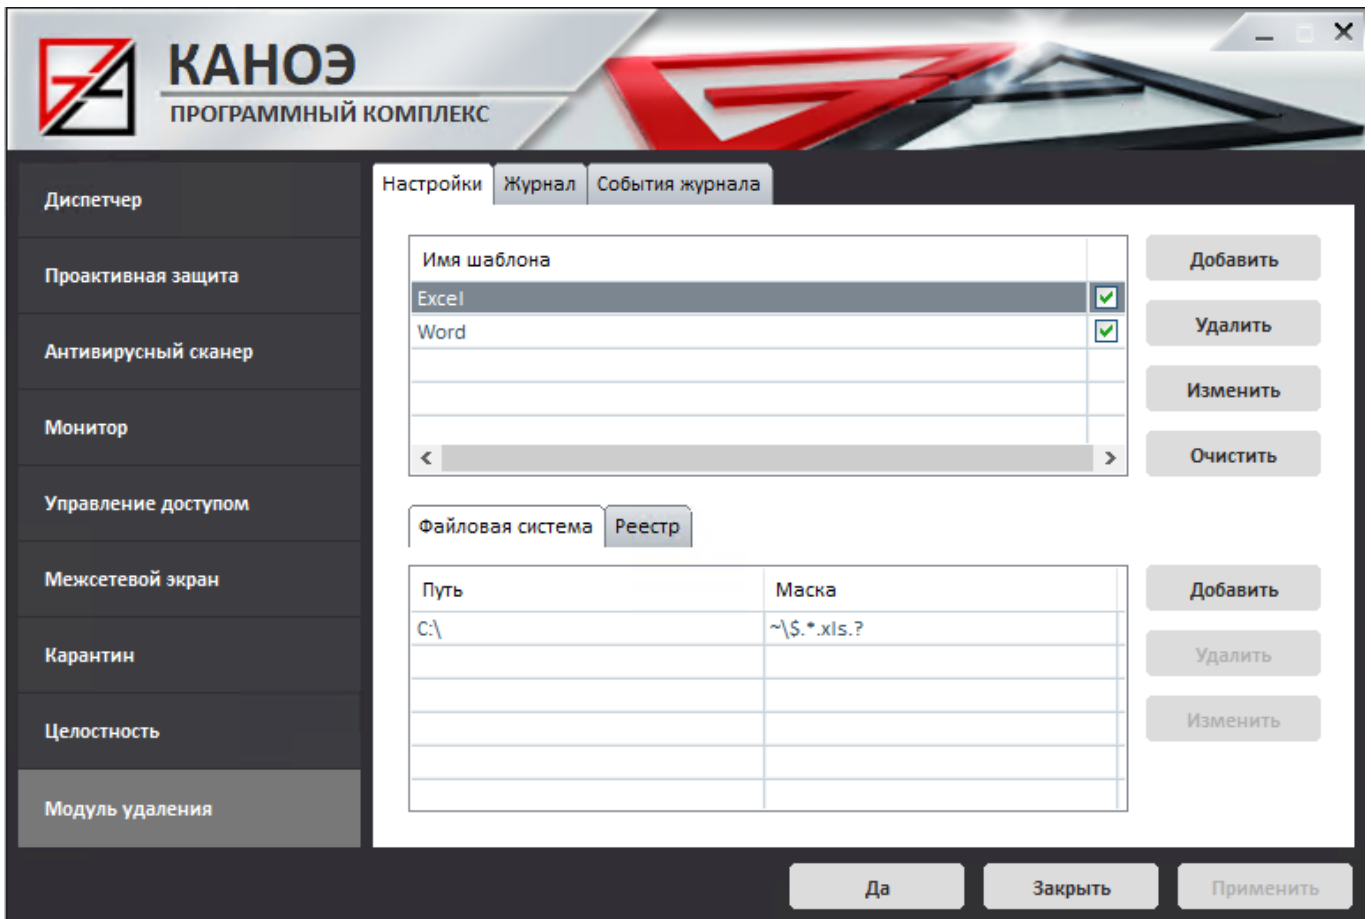 КАНОЭ
ПРОГРАММНЫЙ КОМПЛЕКС
Диспетчер
Проактивная защита
Антивирусный сканер
Монитор
Управление доступом
Межсетевой экран
Карантин
Целостность
Модуль удаления
Настройки Журнал События журнала
Имя шаблона
Excel
Word
Добавить
Удалить
Изменить
Очистить
Файловая система Реестр
Путь Маска
C:\ ~\$.*.xls.?
Добавить
Удалить
Изменить
Да Закрыть Применить